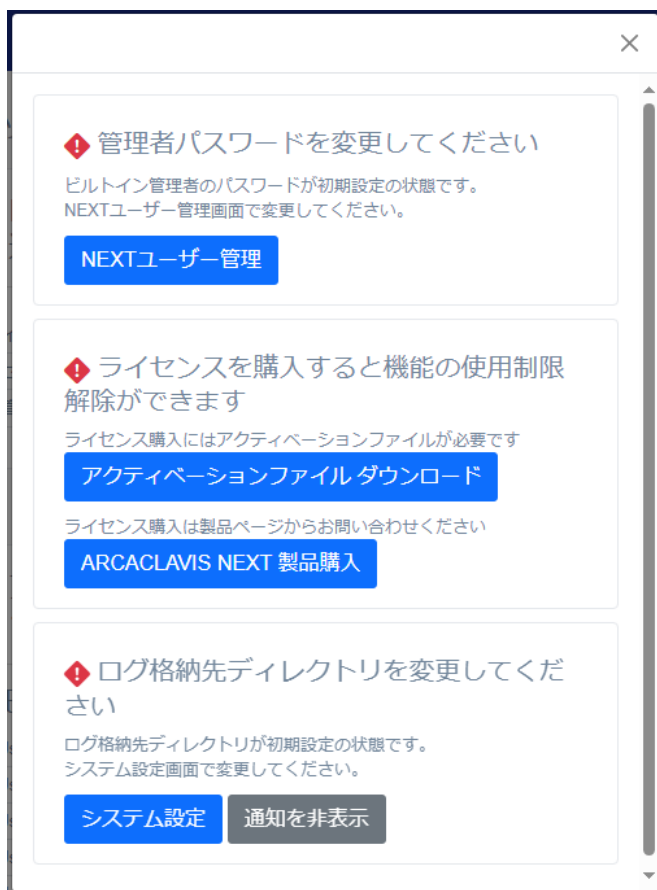 管理者パスワードを変更してください
ビルトイン管理者のパスワードが初期設定の状態です。
NEXTユーザー管理画面で変更してください。
NEXTユーザー管理
ライセンスを購入すると機能の使用制限
解除ができます
ライセンス購入にはアクティベーションファイルが必要です
アクティベーションファイル ダウンロード
ライセンス購入は製品ページからお問い合わせください
ARCACLAVIS NEXT 製品購入
ログ格納先ディレクトリを変更してくだ
さい
ログ格納先ディレクトリが初期設定の状態です。
システム設定画面で変更してください。
システム設定
通知を非表示